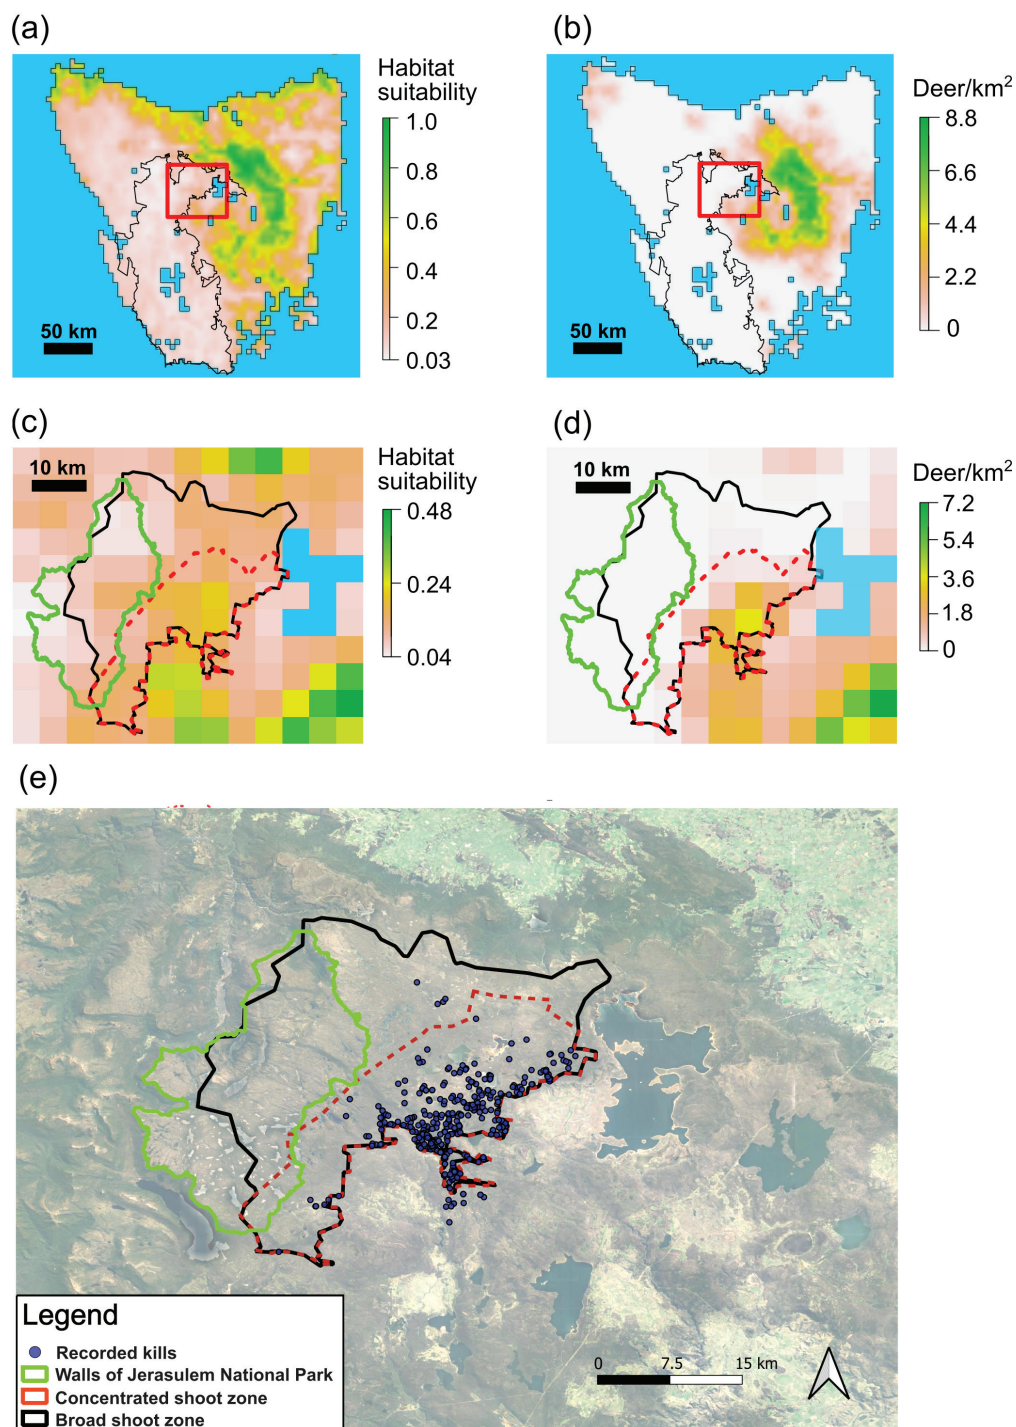 (a)
Habitat
suitability
1.0
0.8
0.6
0.4
0.2
0.03
50 km
(b)
Deer/km²
8.8
6.6
4.4
2.2
0
50 km
(c)
10 km
Habitat
suitability
0.48
0.24
0.04
(d)
10 km
Deer/km²
7.2
5.4
3.6
1.8
0
(e)
0 7.5 15 km
Legend
Recorded kills
Walls of Jerasulem National Park
Concentrated shoot zone
Broad shoot zone